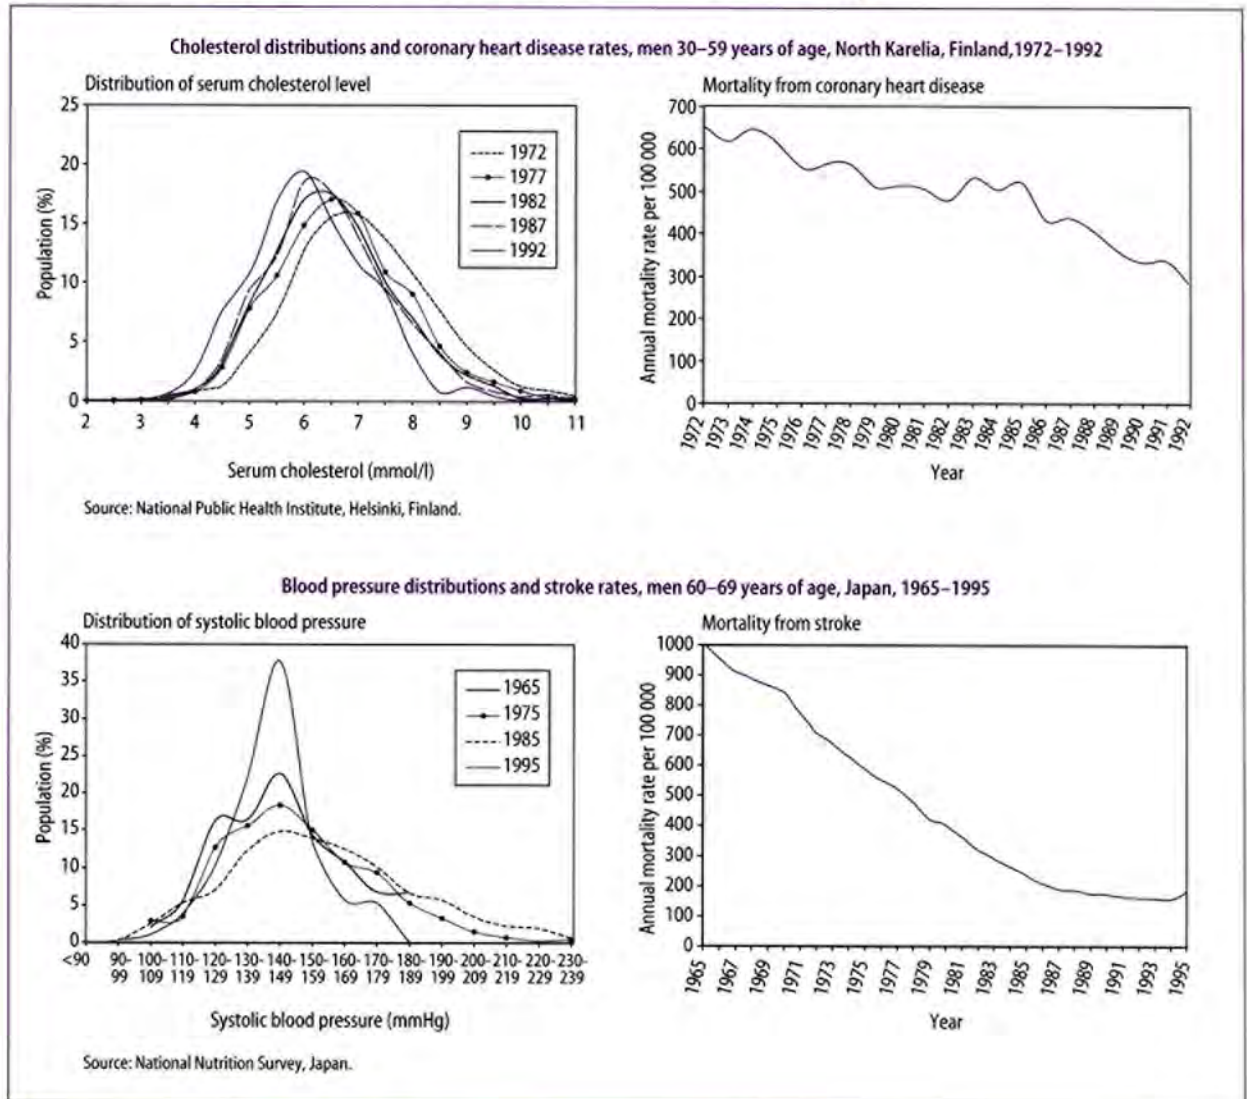 Cholesterol distributions and coronary heart disease rates, men 30–59 years of age, North Karelia, Finland,1972–1992
Distribution of serum cholesterol level
25
20
15
10
5
0
Population (%)
1972
1977
1982
1987
1992
2 3 4 5 6 7 8 9 10 11
Serum cholesterol (mmol/l)
Source: National Public Health Institute, Helsinki, Finland.
Mortality from coronary heart disease
700
600
500
400
300
200
100
0
Annual mortality rate per 100 000
1972 1973 1974 1975 1976 1977 1978 1979 1980 1981 1982 1983 1984 1985 1986 1987 1988 1989 1990 1991 1992
Year
Blood pressure distributions and stroke rates, men 60–69 years of age, Japan, 1965–1995
Distribution of systolic blood pressure
40
35
30
25
20
15
10
5
0
Population (%)
1965
1975
1985
1995
<90 90- 100- 110- 120- 130- 140- 150- 160- 170- 180- 190- 200- 210- 220- 230-
99 109 119 129 139 149 159 169 179 189 199 209 219 229 239
Systolic blood pressure (mmHg)
Source: National Nutrition Survey, Japan.
Mortality from stroke
1000
900
800
700
600
500
400
300
200
100
0
Annual mortality rate per 100 000
1965 1967 1969 1971 1973 1975 1977 1979 1981 1983 1985 1987 1989 1991 1993 1995
Year